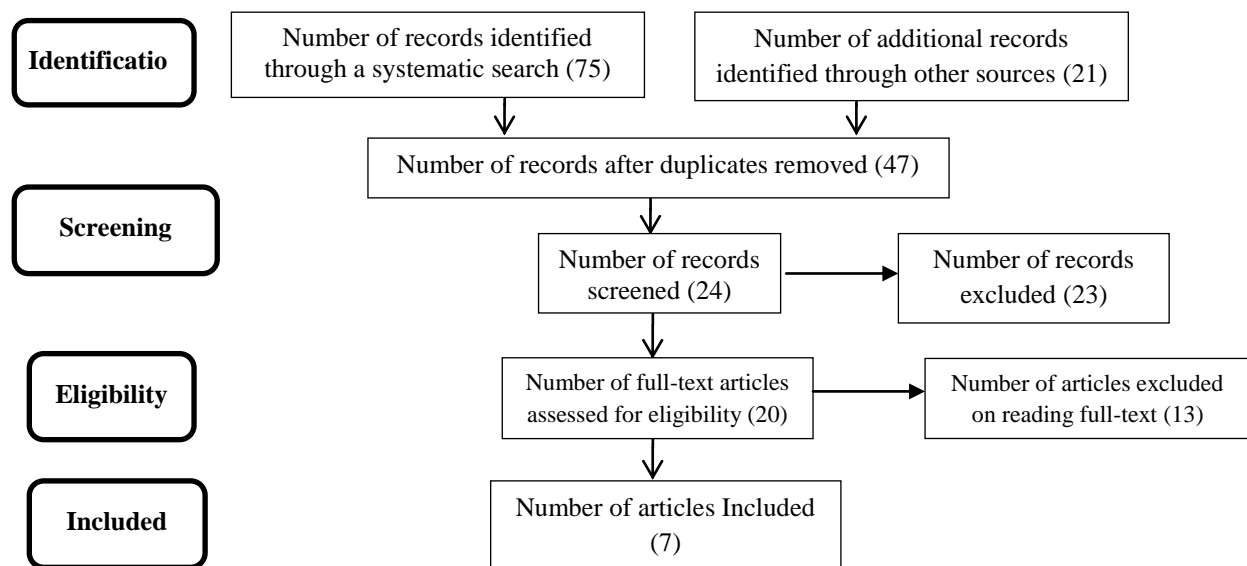 Identificatio
Number of records identified
through a systematic search (75)
Number of additional records
identified through other sources (21)
Number of records after duplicates removed (47)
Screening
Number of records
screened (24)
Number of records
excluded (23)
Eligibility
Number of full-text articles
assessed for eligibility (20)
Number of articles excluded
on reading full-text (13)
Included
Number of articles Included
(7)